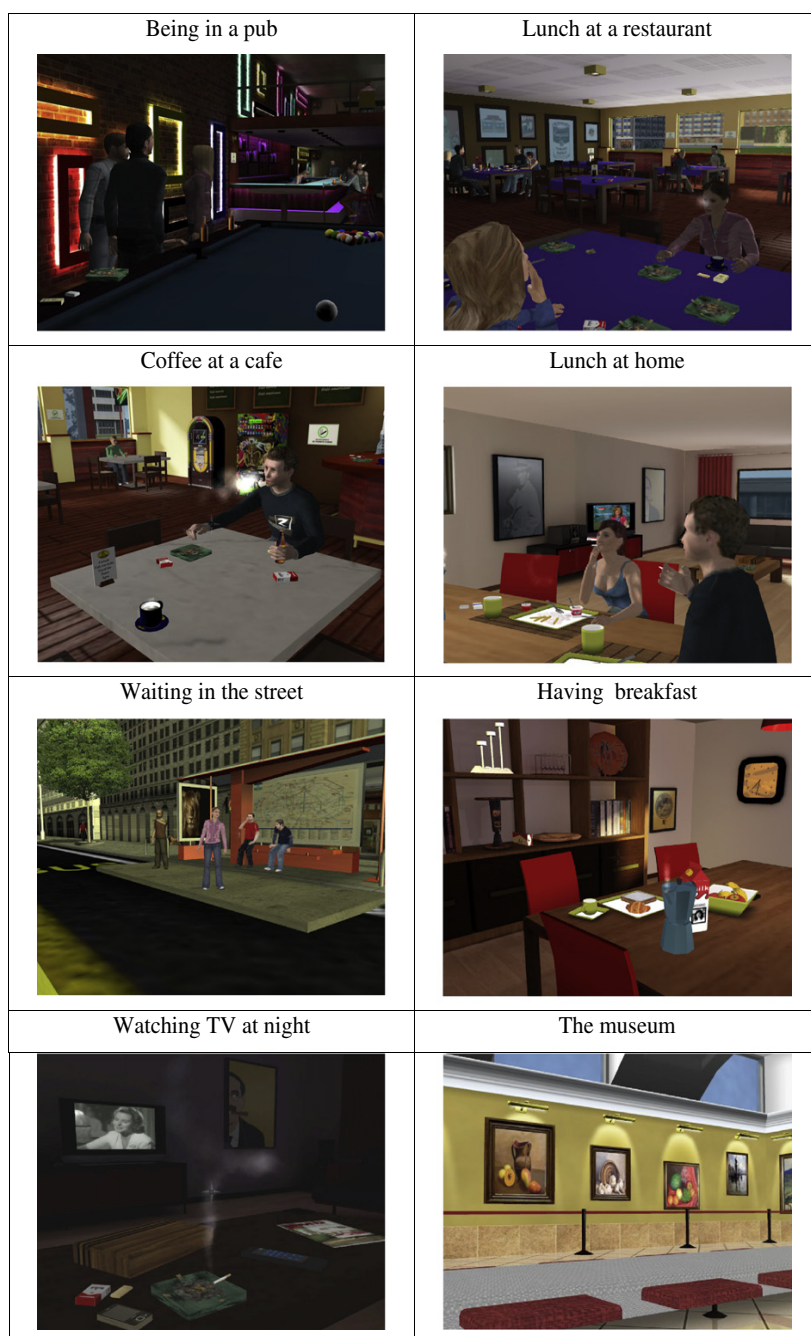 Being in a pub
Lunch at a restaurant
Coffee at a cafe
Lunch at home
Waiting in the street
Having breakfast
Watching TV at night
The museum